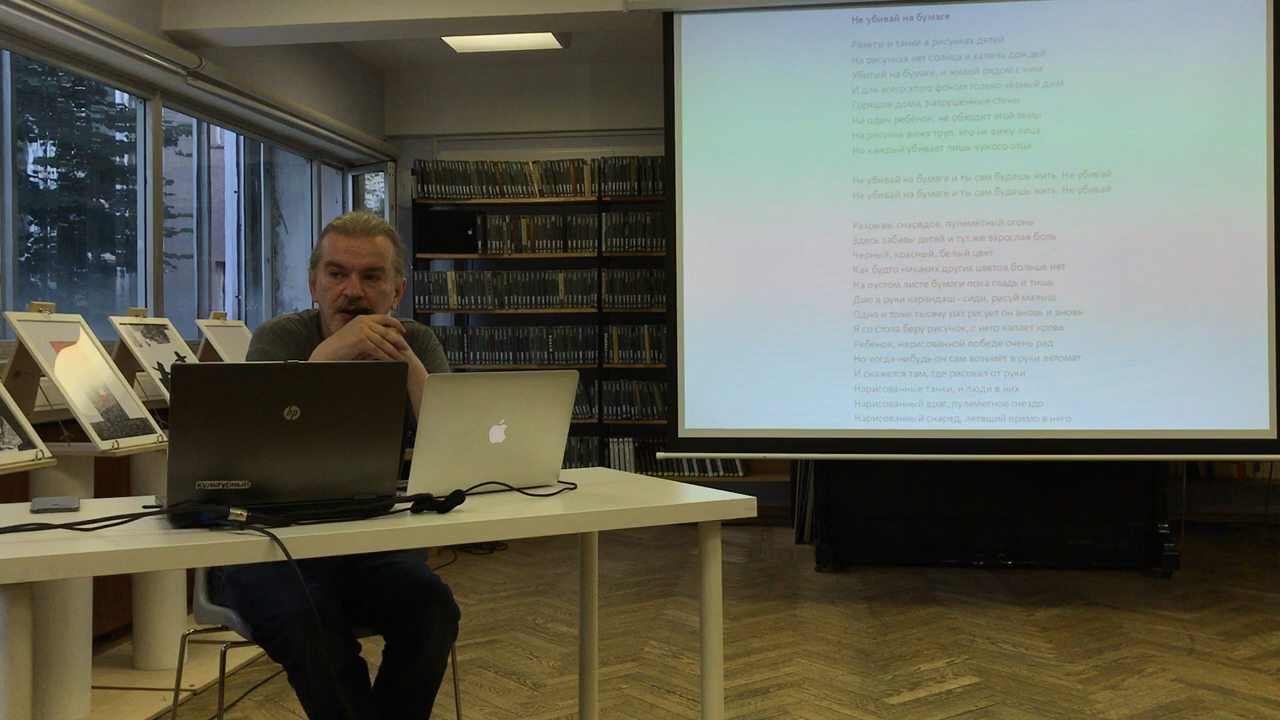 Не убивай на бумаге
Ракеты и танки в рисунках детей
На рисунках нет солнца и капель дождей
Убитый на бумаге, и живой рядом с ним
И для всего этого фоном только чёрный дым
Горящие дома, разрушенные стены
Ни один ребёнок, не обходит этой темы
На рисунке вижу труп, его не вижу лица
Но каждый убивает лишь чужого отца
Не убивай на бумаге и ты сам будешь жить. Не убивай.
Не убивай на бумаге и ты сам будешь жить. Не убивай
Разрывы снарядов, пулемётный огонь
Здесь забавы детей и тут же взрослая боль
Черный, красный, белый цвет
Как будто никаких других цветов больше нет
На пустом листе бумаги пока гладь и тишь
Даю в руки карандаш - сиди, рисуй малыш
Одно и тоже тысячу раз рисует он вновь и вновь
Я со стола беру рисунок, с него капает кровь
Ребёнок, нарисованной победе очень рад
Но когда-нибудь он сам возьмёт в руки автомат
И окажется там, где рисовал от руки
Нарисованные танки, и люди в них
Нарисованный враг, пулеметное гнездо
Нарисованный снаряд, летящий прямо в него
hp
культурный